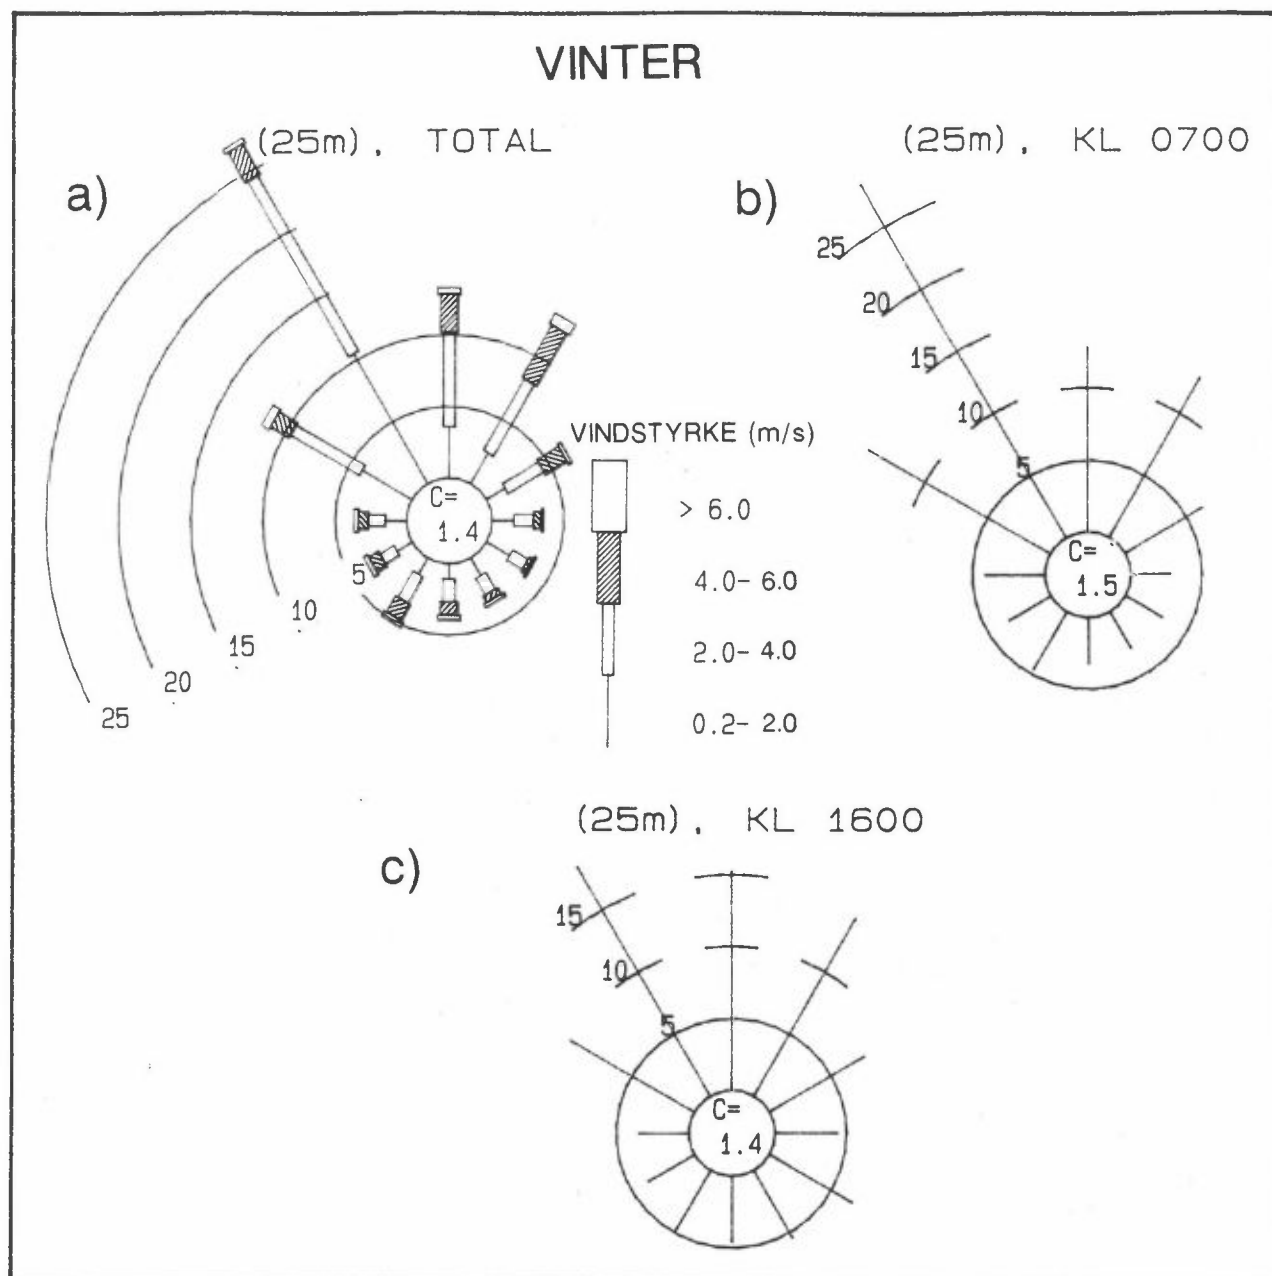 VINTER
(25m), TOTAL
a)
5
10
15
20
25
C=
1.4
VINDSTYRKE (m/s)
> 6.0
4.0-6.0
2.0-4.0
0.2-2.0
(25m), KL 0700
b)
25
20
15
10
5
C=
1.5
(25m), KL 1600
c)
15
10
5
C=
1.4